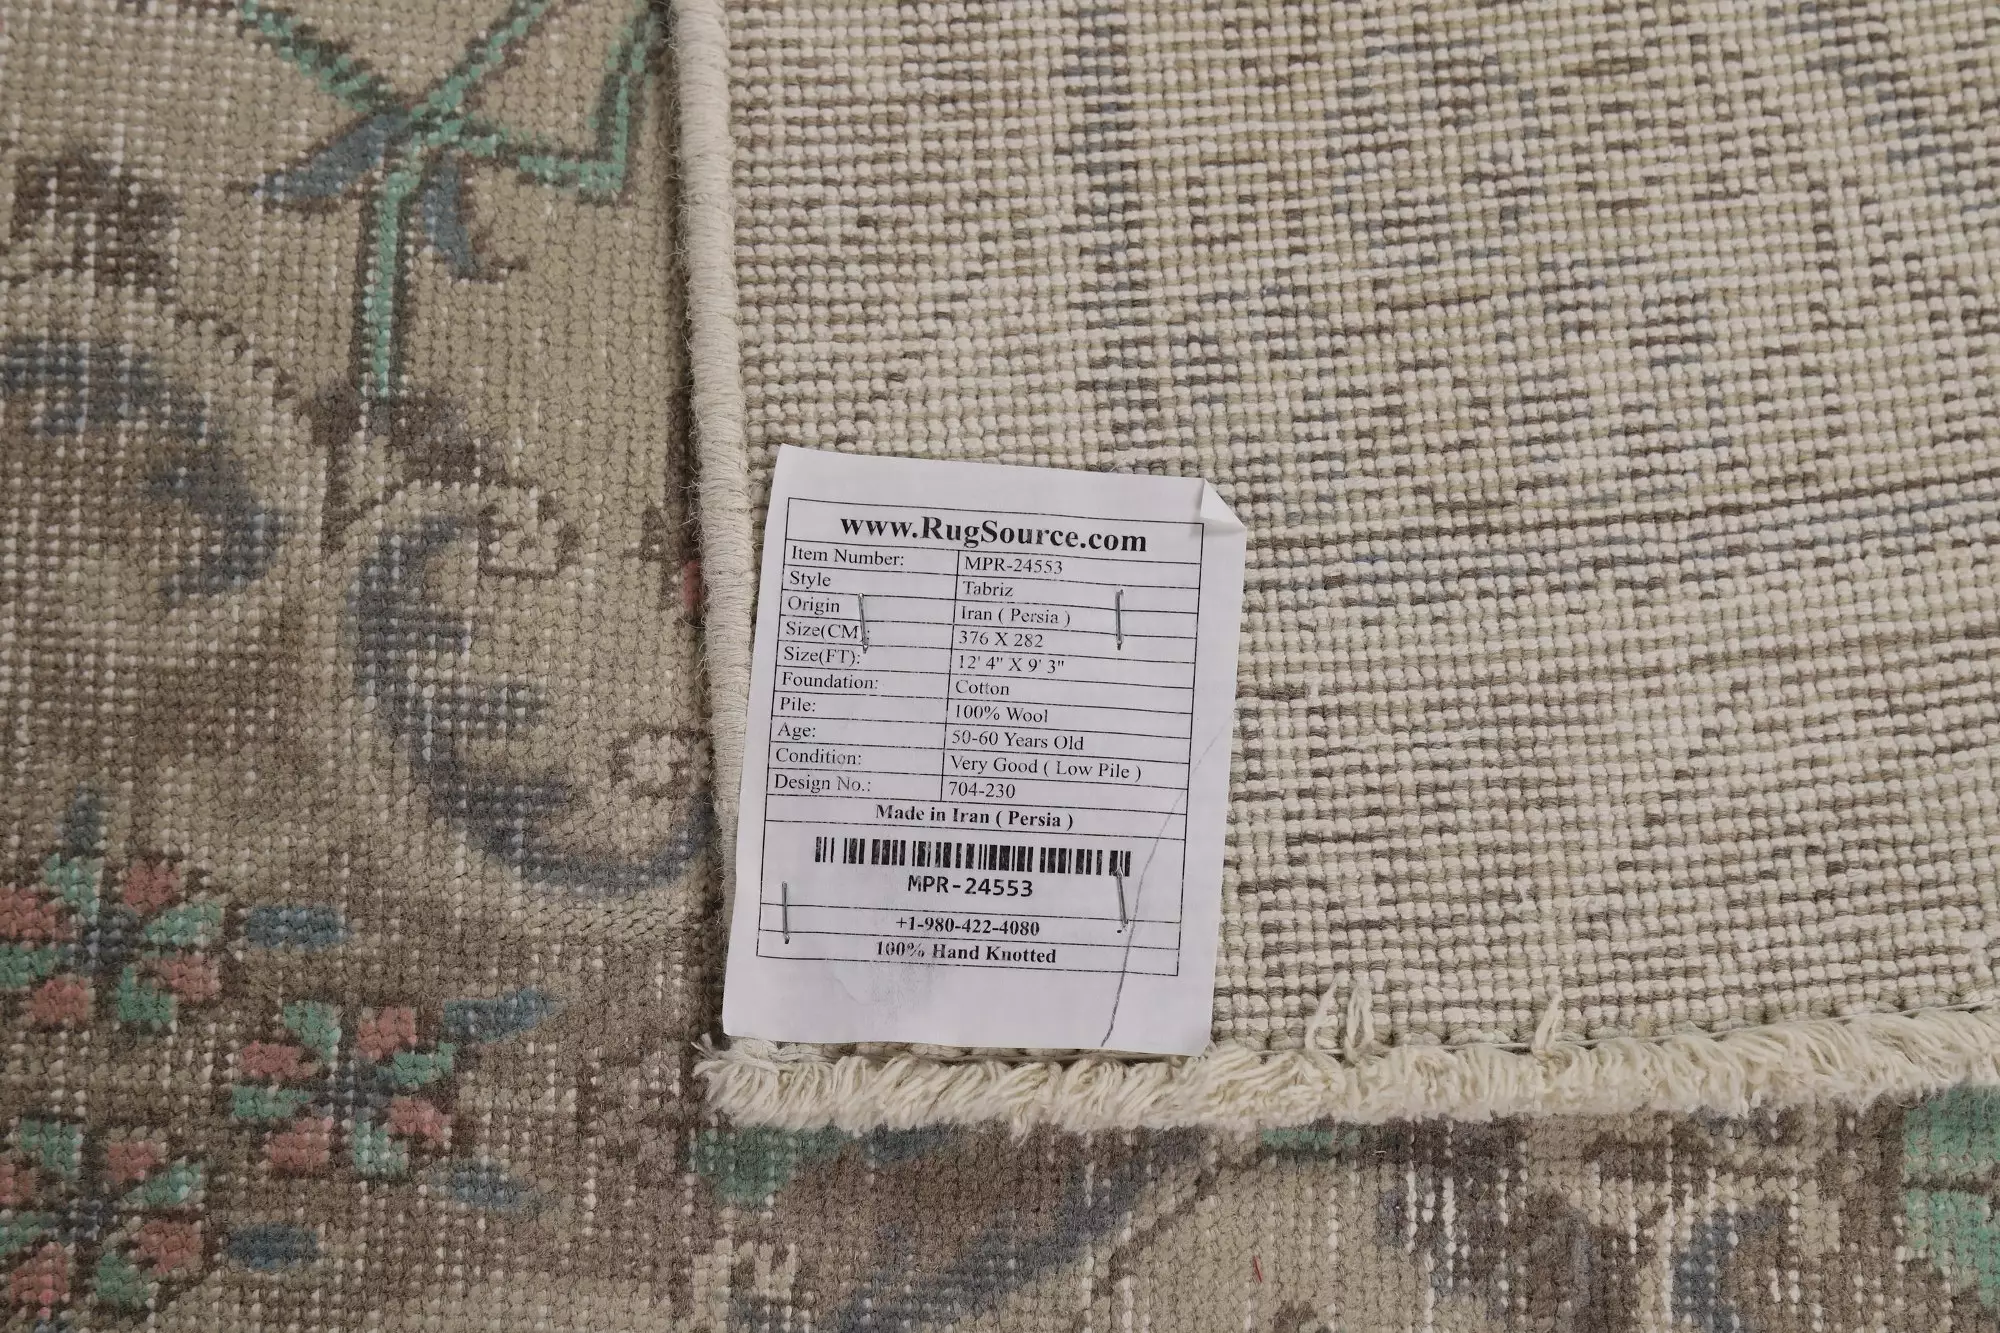 www.RugSource.com
Item Number: MPR-24553
Style Tabriz
Origin Iran ( Persia )
Size(CM): 376 X 282
Size(FT): 12' 4" X 9' 3"
Foundation: Cotton
Pile: 100% Wool
Age: 50-60 Years Old
Condition: Very Good ( Low Pile )
Design No.: 704-230
Made in Iran ( Persia )
MPR-24553
+1-980-422-4080
100% Hand Knotted